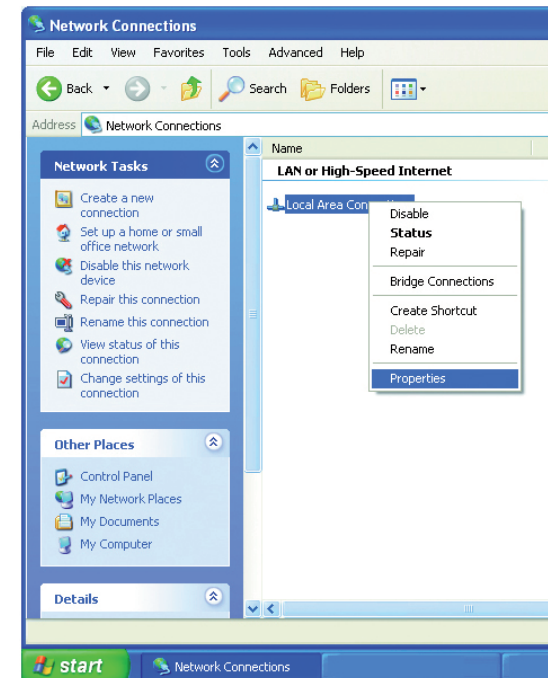 Network Connections
File Edit View Favorites Tools Advanced Help
Back Search Folders
Address Network Connections
Name
LAN or High-Speed Internet
Network Tasks
Create a new
connection
Set up a home or small
office network
Disable this network
device
Repair this connection
Rename this connection
View status of this
connection
Change settings of this
connection
Other Places
Control Panel
My Network Places
My Documents
My Computer
Details
Local Area Con
Disable
Status
Repair
Bridge Connections
Create Shortcut
Delete
Rename
Properties
start Network Connections